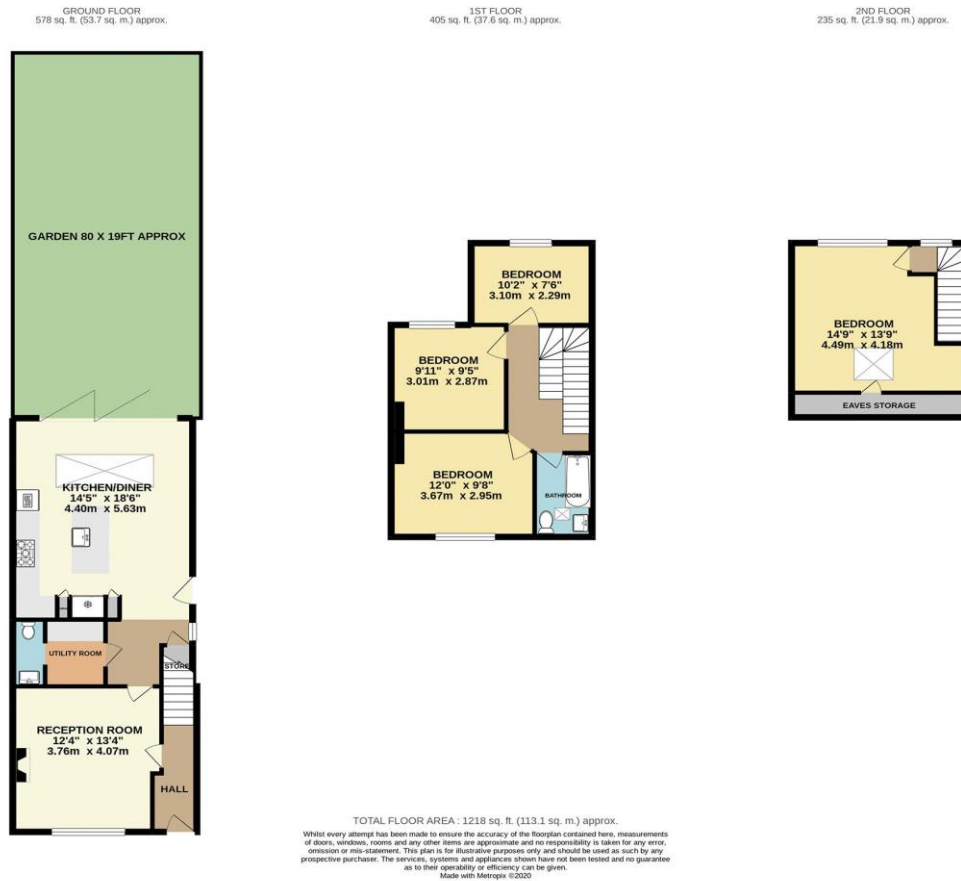 GROUND FLOOR
578 sq. ft. (53.7 sq. m.) approx.
GARDEN 80 X 19FT APPROX
KITCHEN/DINER
14'5" x 18'6"
4.40m x 5.63m
UTILITY ROOM
STORE
RECEPTION ROOM
12'4" x 13'4"
3.76m x 4.07m
HALL
1ST FLOOR
405 sq. ft. (37.6 sq. m.) approx.
BEDROOM
10'2" x 7'6"
3.10m x 2.29m
BEDROOM
9'11" x 9'5"
3.01m x 2.87m
BEDROOM
12'0" x 9'8"
3.67m x 2.95m
BATHROOM
2ND FLOOR
235 sq. ft. (21.9 sq. m.) approx.
BEDROOM
14'9" x 13'9"
4.49m x 4.18m
EAVES STORAGE
TOTAL FLOOR AREA : 1218 sq. ft. (113.1 sq. m.) approx.
Whilst every attempt has been made to ensure the accuracy of the floorplan contained here, measurements
of doors, windows, rooms and any other items are approximate and no responsibility is taken for any error,
omission or mis-statement. This plan is for illustrative purposes only and should be used as such by any
prospective purchaser. The services, systems and appliances shown have not been tested and no guarantee
as to their operability or efficiency can be given.
Made with Metropix ©2020